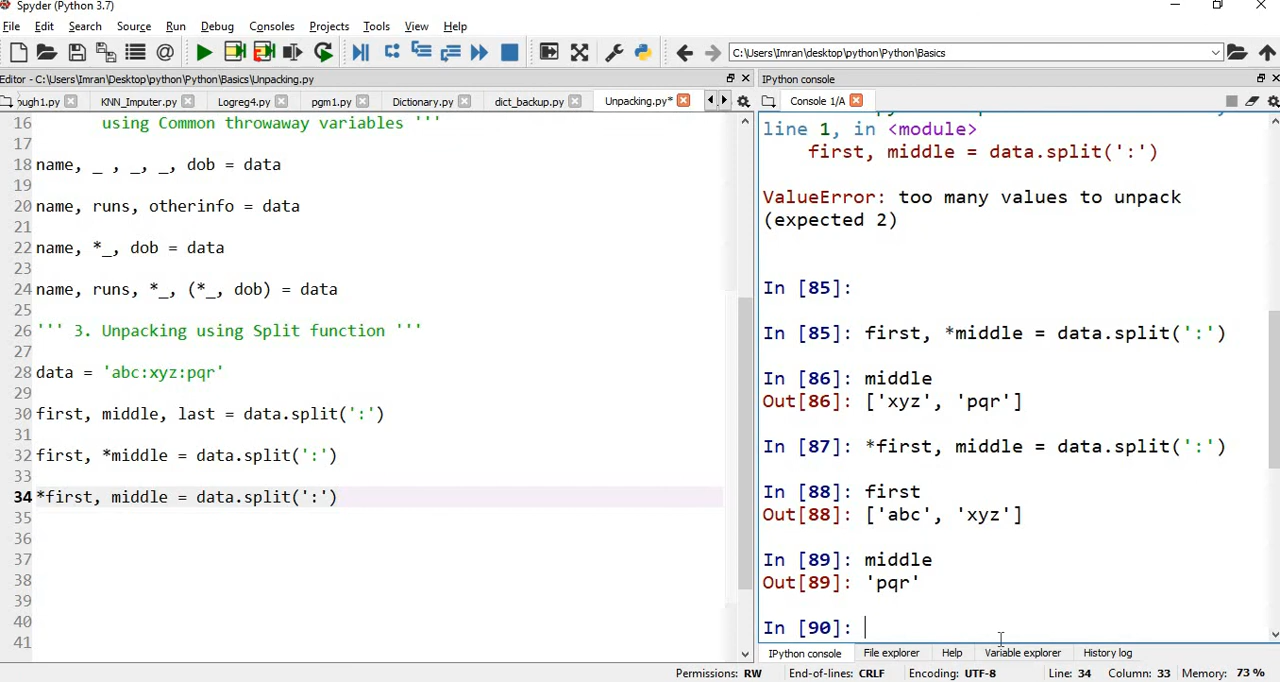 Spyder (Python 3.7)
File Edit Search Source Run Debug Consoles Projects Tools View Help
C:\Users\Imran\desktop\python\Python\Basics
Editor - C:\Users\Imran\Desktop\python\Python\Basics\Unpacking.py
IPython console
ough1.py KNN_Imputer.py Logreg4.py pgm1.py Dictionary.py dict_backup.py Unpacking.py*
Console 1/A
16 using Common throwaway variables '''
17
18 name, _ , _, _, dob = data
19
20 name, runs, otherinfo = data
21
22 name, *_, dob = data
23
24 name, runs, *_, (*_, dob) = data
25
26 ''' 3. Unpacking using Split function '''
27
28 data = 'abc:xyz:pqr'
29
30 first, middle, last = data.split(':')
31
32 first, *middle = data.split(':')
33
34 *first, middle = data.split(':')
35
36
37
38
39
40
41
line 1, in <module>
first, middle = data.split(':')
ValueError: too many values to unpack
(expected 2)
In [85]:
In [85]: first, *middle = data.split(':')
In [86]: middle
Out[86]: ['xyz', 'pqr']
In [87]: *first, middle = data.split(':')
In [88]: first
Out[88]: ['abc', 'xyz']
In [89]: middle
Out[89]: 'pqr'
In [90]:
IPython console File explorer Help Variable explorer History log
Permissions: RW End-of-lines: CRLF Encoding: UTF-8 Line: 34 Column: 33 Memory: 73 %